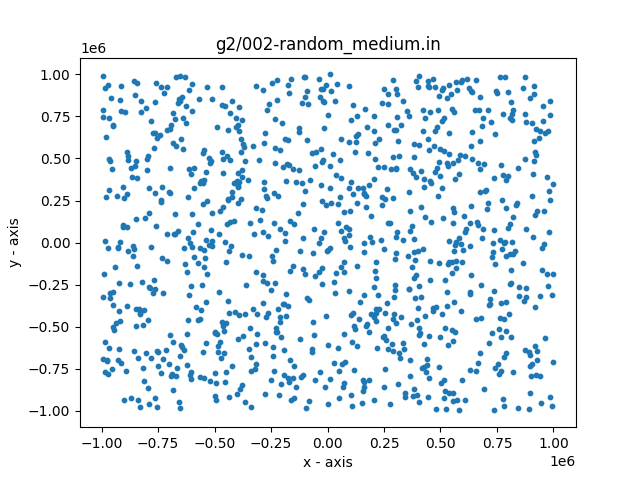 g2/002-random_medium.in
1e6
1.00
0.75
0.50
0.25
0.00
−0.25
−0.50
−0.75
−1.00
y - axis
−1.00 −0.75 −0.50 −0.25 0.00 0.25 0.50 0.75 1.00
x - axis
1e6